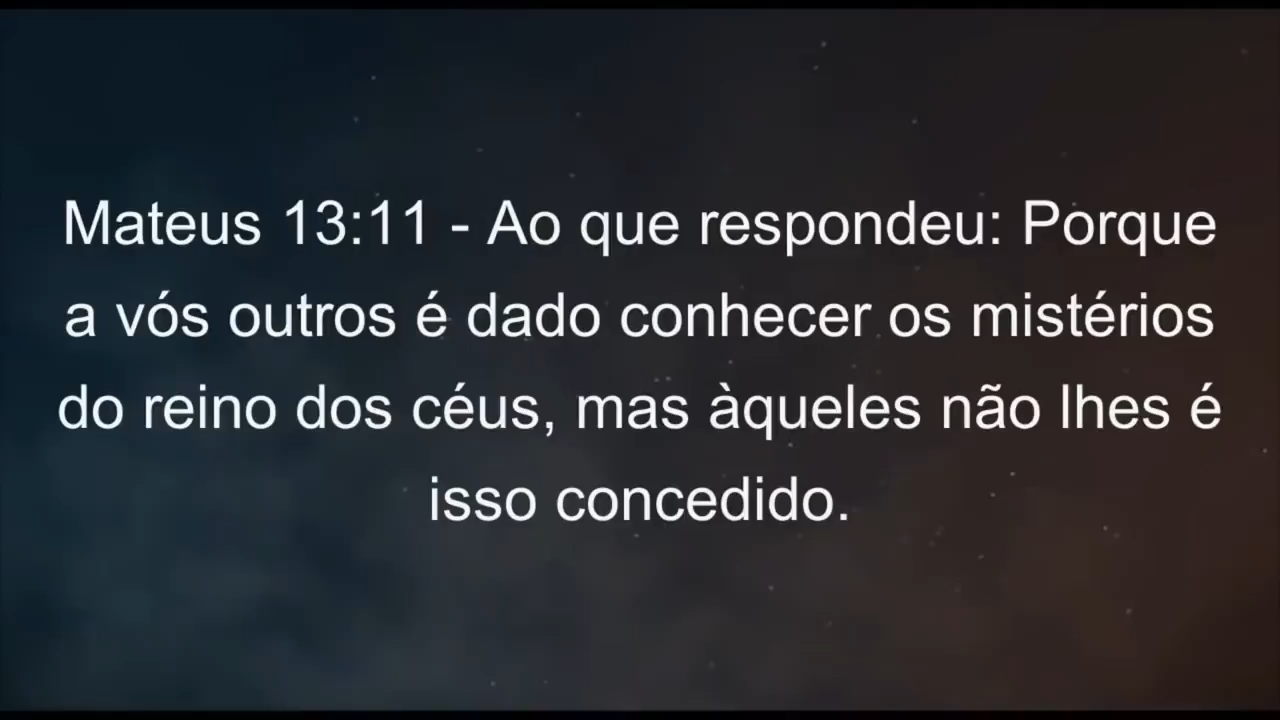 Mateus 13:11 - Ao que respondeu: Porque
a vós outros é dado conhecer os mistérios
do reino dos céus, mas àqueles não lhes é
isso concedido.